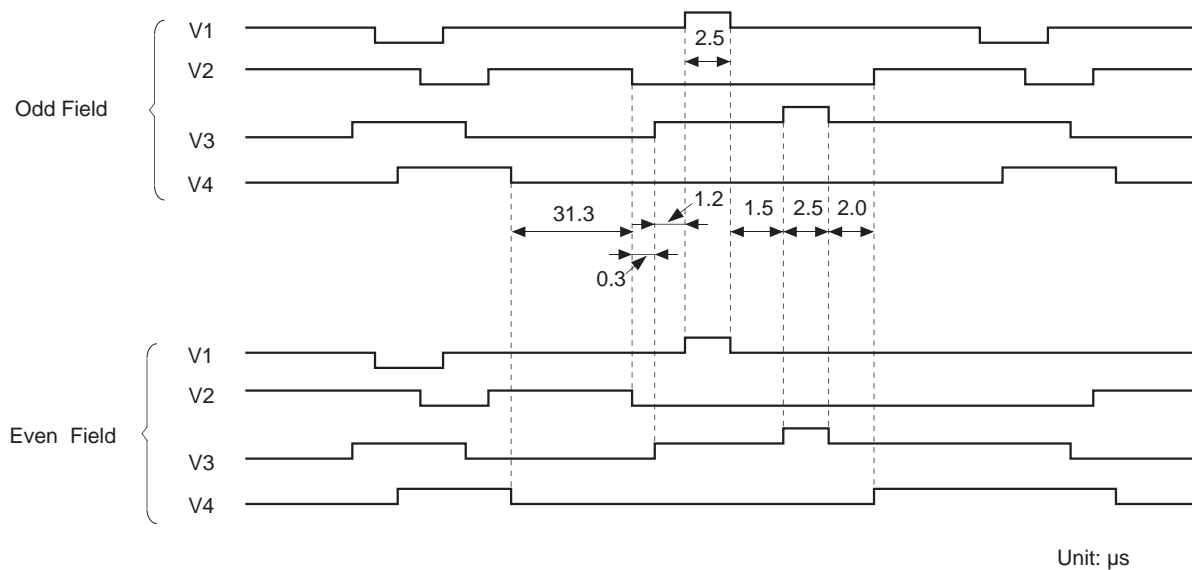 V1
2.5
V2
Odd Field
V3
V4
1.2
31.3
1.5
2.5
2.0
0.3
V1
V2
Even Field
V3
V4
Unit: µs